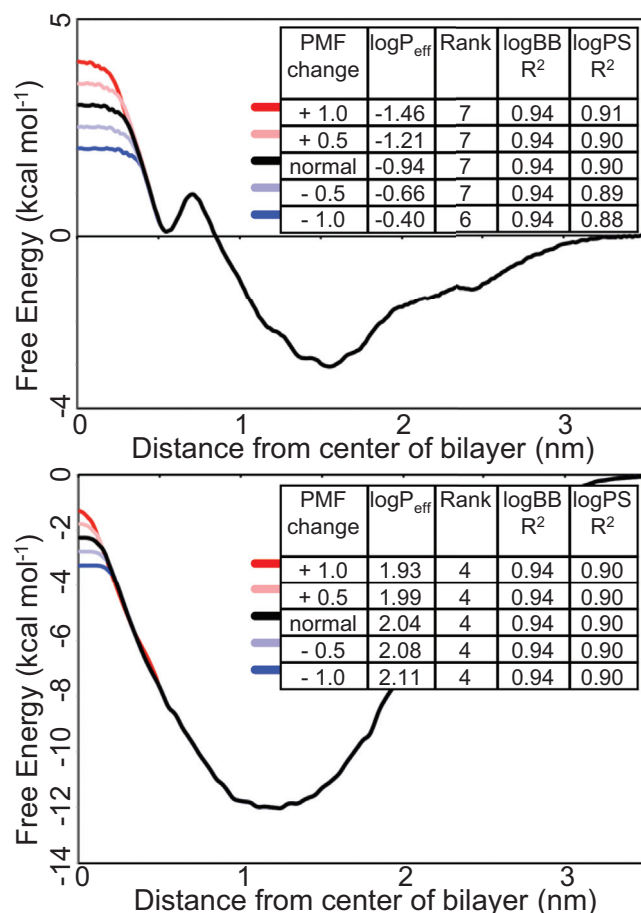 5
0
-4
Free Energy (kcal mol⁻¹)
PMF change logP_eff Rank logBB R² logPS R²
+ 1.0 -1.46 7 0.94 0.91
+ 0.5 -1.21 7 0.94 0.90
normal -0.94 7 0.94 0.90
- 0.5 -0.66 7 0.94 0.89
- 1.0 -0.40 6 0.94 0.88
0 1 2 3
Distance from center of bilayer (nm)
0
-2
-4
-6
-8
-10
-12
-14
Free Energy (kcal mol⁻¹)
PMF change logP_eff Rank logBB R² logPS R²
+ 1.0 1.93 4 0.94 0.90
+ 0.5 1.99 4 0.94 0.90
normal 2.04 4 0.94 0.90
- 0.5 2.08 4 0.94 0.90
- 1.0 2.11 4 0.94 0.90
0 1 2 3
Distance from center of bilayer (nm)